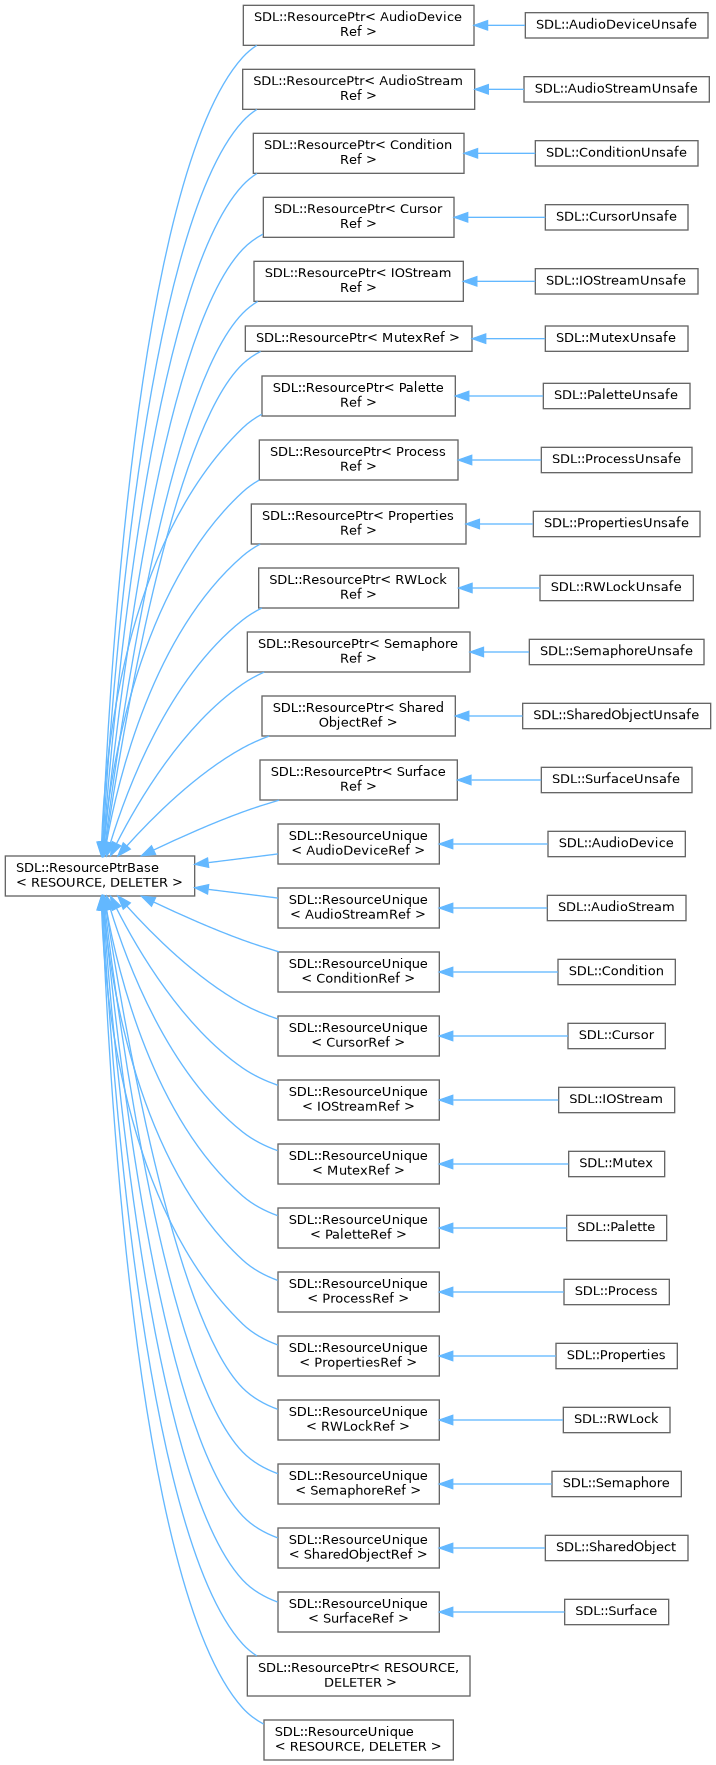 SDL::ResourcePtr< AudioDevice
Ref >
SDL::AudioDeviceUnsafe
SDL::ResourcePtr< AudioStream
Ref >
SDL::AudioStreamUnsafe
SDL::ResourcePtr< Condition
Ref >
SDL::ConditionUnsafe
SDL::ResourcePtr< Cursor
Ref >
SDL::CursorUnsafe
SDL::ResourcePtr< IOStream
Ref >
SDL::IOStreamUnsafe
SDL::ResourcePtr< MutexRef >
SDL::MutexUnsafe
SDL::ResourcePtr< Palette
Ref >
SDL::PaletteUnsafe
SDL::ResourcePtr< Process
Ref >
SDL::ProcessUnsafe
SDL::ResourcePtr< Properties
Ref >
SDL::PropertiesUnsafe
SDL::ResourcePtr< RWLock
Ref >
SDL::RWLockUnsafe
SDL::ResourcePtr< Semaphore
Ref >
SDL::SemaphoreUnsafe
SDL::ResourcePtr< Shared
ObjectRef >
SDL::SharedObjectUnsafe
SDL::ResourcePtr< Surface
Ref >
SDL::SurfaceUnsafe
SDL::ResourceUnique
< AudioDeviceRef >
SDL::AudioDevice
SDL::ResourcePtrBase
< RESOURCE, DELETER >
SDL::ResourceUnique
< AudioStreamRef >
SDL::AudioStream
SDL::ResourceUnique
< ConditionRef >
SDL::Condition
SDL::ResourceUnique
< CursorRef >
SDL::Cursor
SDL::ResourceUnique
< IOStreamRef >
SDL::IOStream
SDL::ResourceUnique
< MutexRef >
SDL::Mutex
SDL::ResourceUnique
< PaletteRef >
SDL::Palette
SDL::ResourceUnique
< ProcessRef >
SDL::Process
SDL::ResourceUnique
< PropertiesRef >
SDL::Properties
SDL::ResourceUnique
< RWLockRef >
SDL::RWLock
SDL::ResourceUnique
< SemaphoreRef >
SDL::Semaphore
SDL::ResourceUnique
< SharedObjectRef >
SDL::SharedObject
SDL::ResourceUnique
< SurfaceRef >
SDL::Surface
SDL::ResourcePtr< RESOURCE,
DELETER >
SDL::ResourceUnique
< RESOURCE, DELETER >